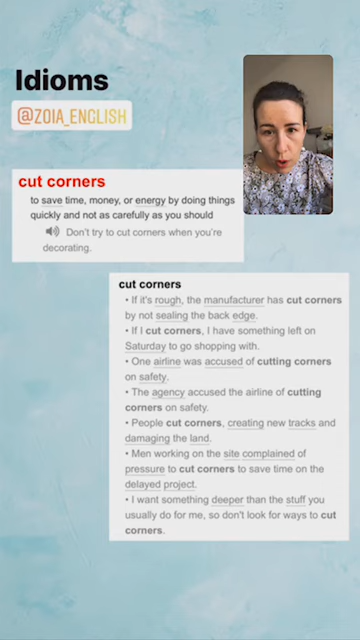 Idioms
@ZOIA_ENGLISH
cut corners
to save time, money, or energy by doing things
quickly and not as carefully as you should
Don't try to cut corners when you're
decorating.
cut corners
• If it's rough, the manufacturer has cut corners
by not sealing the back edge.
• If I cut corners, I have something left on
Saturday to go shopping with.
• One airline was accused of cutting corners
on safety.
• The agency accused the airline of cutting
corners on safety.
• People cut corners, creating new tracks and
damaging the land.
• Men working on the site complained of
pressure to cut corners to save time on the
delayed project.
• I want something deeper than the stuff you
usually do for me, so don't look for ways to cut
corners.